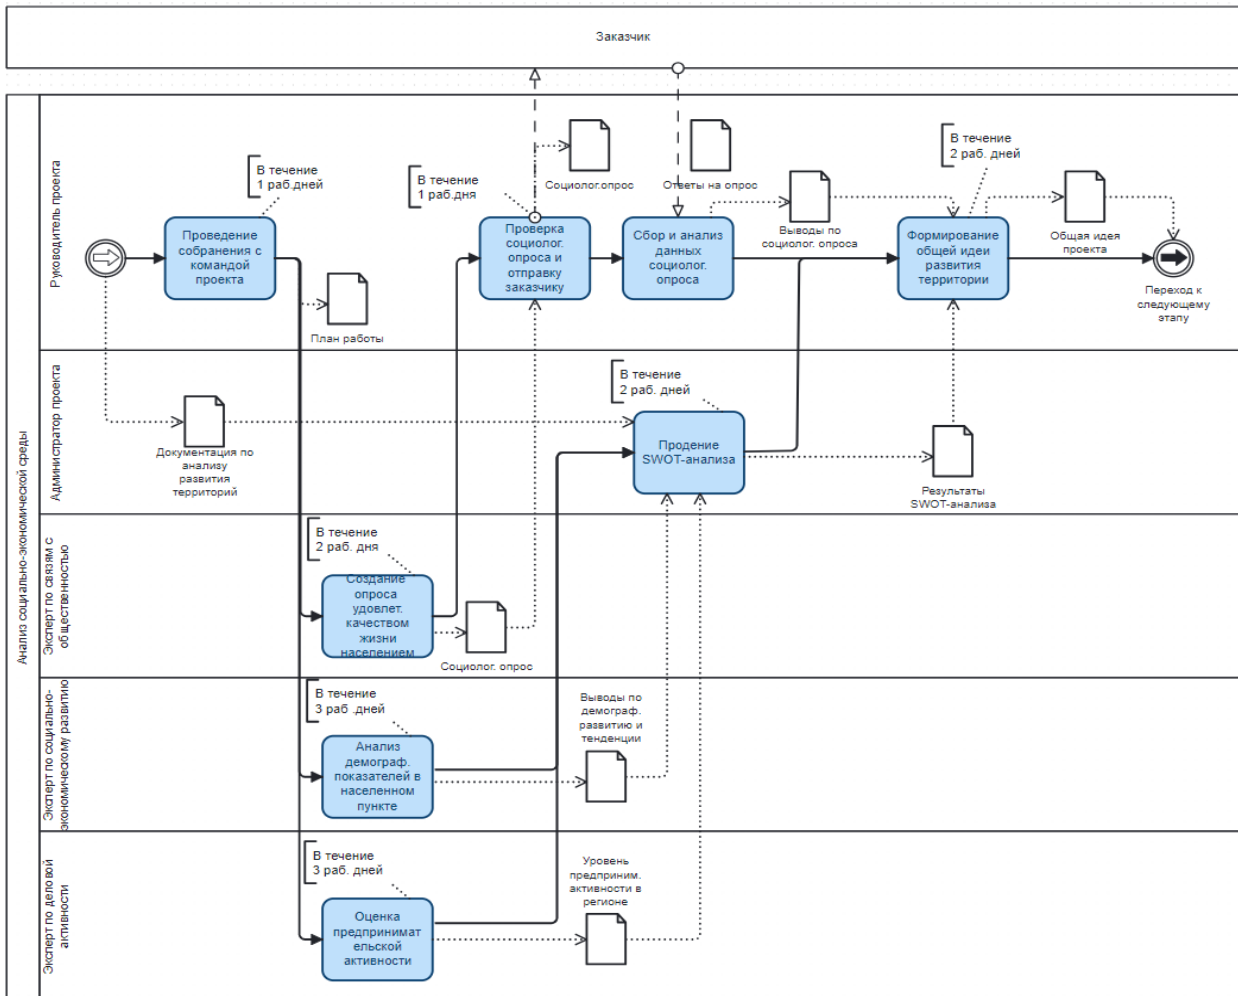 Заказчик
Анализ социально-экономической среды
Руководитель проекта
В течение
1 раб.дней
Проведение
собрания с
командой
проекта
План работы
В течение
1 раб.дня
Проверка
социолог.
опроса и
отправку
заказчику
Социолог.опрос
Ответы на опрос
Сбор и анализ
данных
социолог.
опроса
Выводы по
социолог. опроса
В течение
2 раб. дней
Формирование
общей идеи
развития
территории
Общая идея
проекта
Переход к
следующему
этапу
Администратор проекта
Документация по
анализу
развития
территорий
В течение
2 раб. дней
Продение
SWOT-анализа
Результаты
SWOT-анализа
Эксперт по связям с
общественностью
В течение
2 раб. дня
Создание
опроса
удовлет.
качеством
жизни
населением
Социолог. опрос
Эксперт по социально-
экономическому развитию
В течение
3 раб .дней
Анализ
демограф.
показателей в
населенном
пункте
Выводы по
демограф.
развитию и
тенденции
Эксперт по деловой
активности
В течение
3 раб. дней
Оценка
предпринимат
ельской
активности
Уровень
предприним.
активности в
регионе